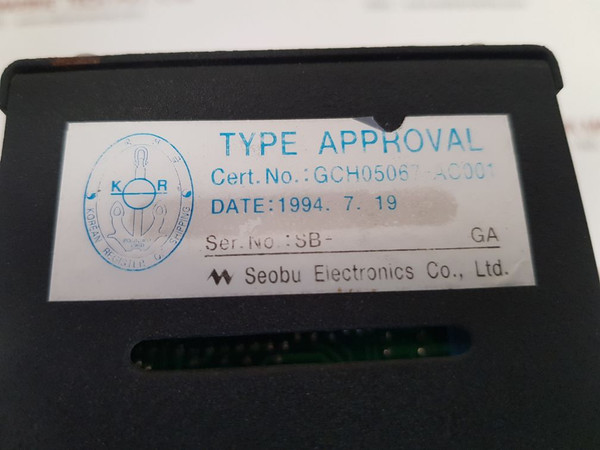 TYPE APPROVAL
Cert.No.:GCH05067-AC001
DATE:1994. 7. 19
Ser.No.:SB- GA
Seobu Electronics Co., Ltd.
K R
KOREAN REGISTER OF SHIPPING